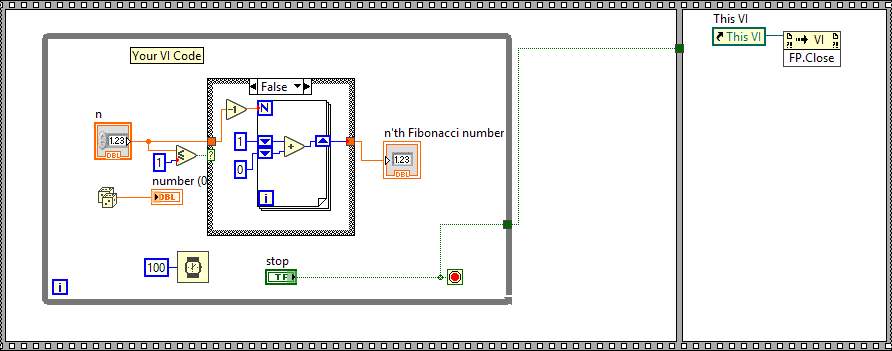 This VI
This VI
VI
FP.Close
Your VI Code
False
n
1.23
DBL
-1
N
1
+
0
i
≤
1
?
n'th Fibonacci number
1.23
DBL
number (0
DBL
100
stop
TF
i